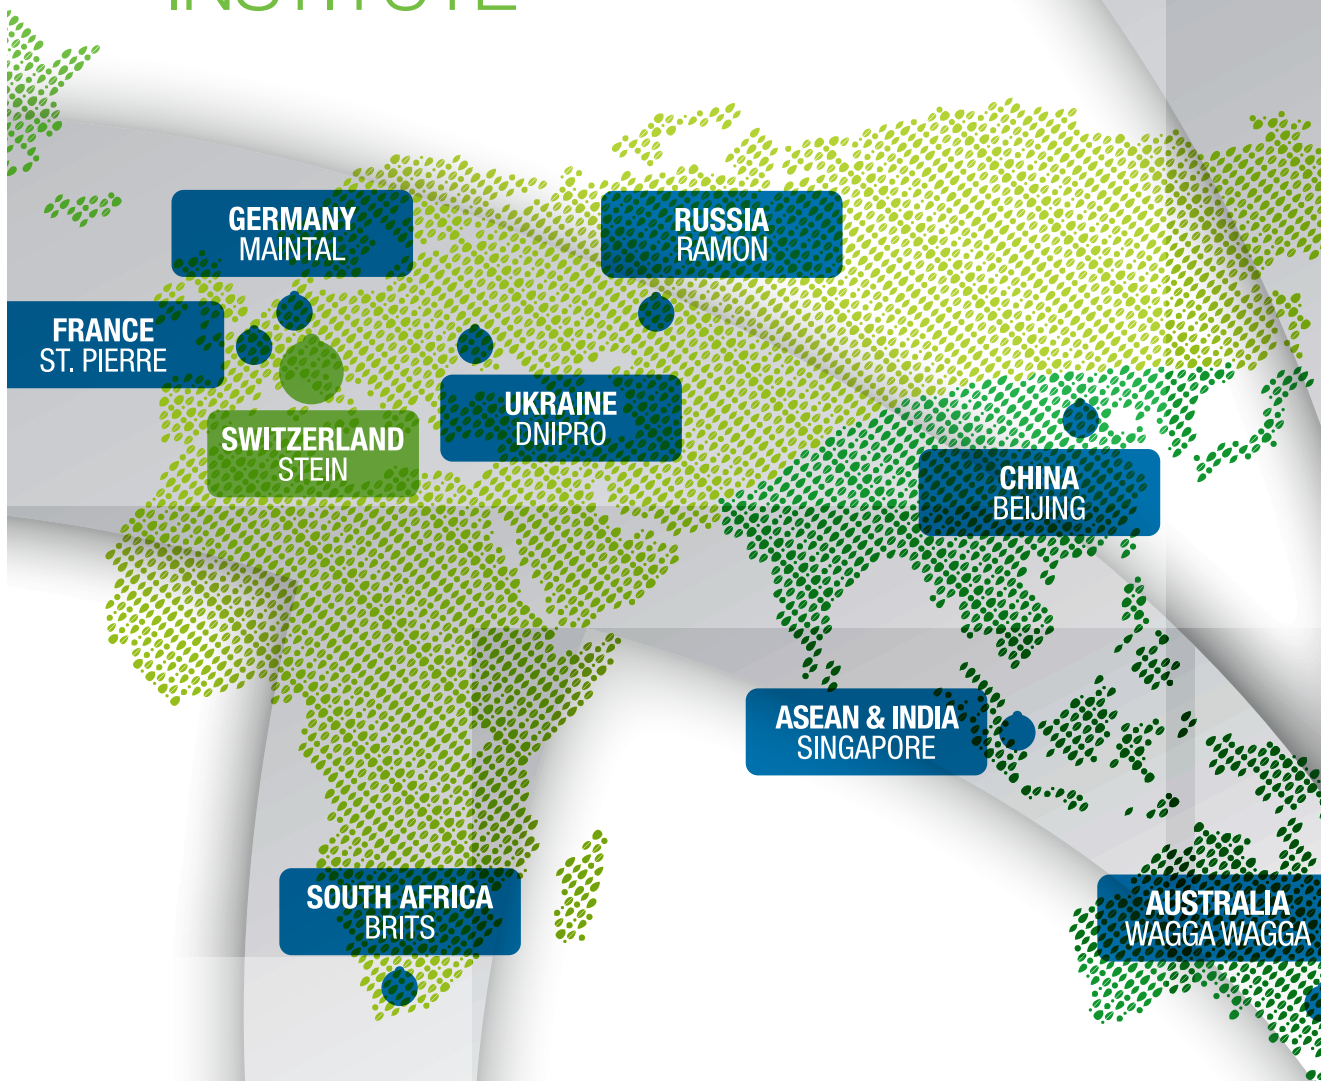 INSTITUTE
GERMANY
MAINTAL
RUSSIA
RAMON
FRANCE
ST. PIERRE
UKRAINE
DNIPRO
SWITZERLAND
STEIN
CHINA
BEIJING
ASEAN & INDIA
SINGAPORE
SOUTH AFRICA
BRITS
AUSTRALIA
WAGGA WAGGA